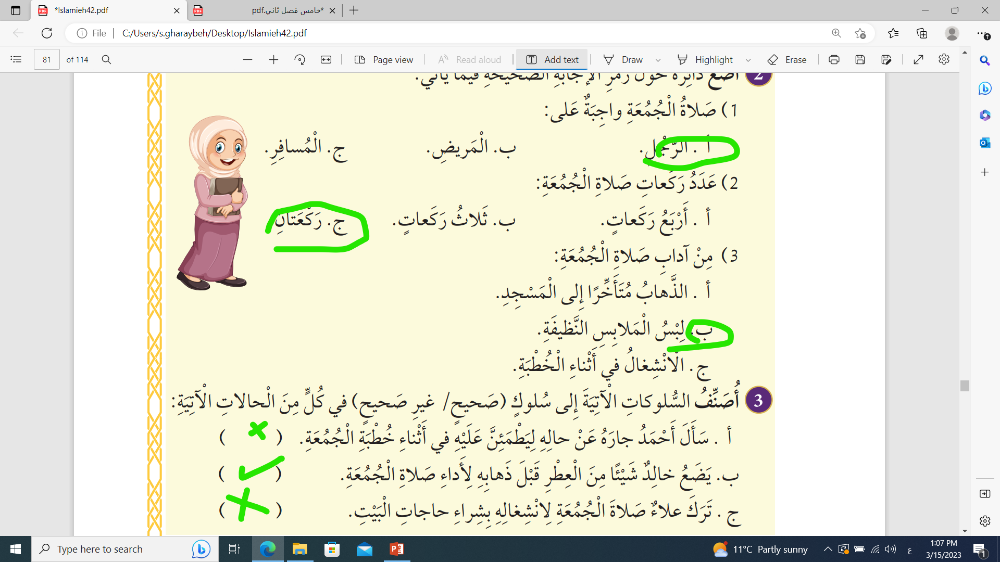 *Islamieh42.pdf
*خامس فصل ثاني.pdf
File
C:/Users/s.gharaybeh/Desktop/Islamieh42.pdf
81 of 114
Page view
Read aloud
Add text
Draw
Highlight
Erase
2 أَضَعُ دائِرَةً حَوْلَ رَمْزِ الْإِجابَةِ الصَّحيحَةِ فيما يَأْتي:
1) صَلاةُ الْجُمُعَةِ واجِبَةٌ عَلى:
أ . الرَّجُلِ. ب. الْمَريضِ. ج. الْمُسافِرِ.
2) عَدَدُ رَكَعاتِ صَلاةِ الْجُمُعَةِ:
أ . أَرْبَعُ رَكَعاتٍ. ب. ثَلاثُ رَكَعاتٍ. ج. رَكْعَتانِ
3) مِنْ آدابِ صَلاةِ الْجُمُعَةِ:
أ . الذَّهابُ مُتَأَخِّرًا إِلى الْمَسْجِدِ.
ب. لِبْسُ الْمَلابِسِ النَّظيفَةِ.
ج . الْانْشِغالُ في أَثْناءِ الْخُطْبَةِ.
3 أُصَنِّفُ السُّلوكاتِ الْآتِيَةَ إِلى سُلوكٍ (صَحيحٍ/ غيرِ صَحيحٍ) في كُلٍّ مِنَ الْحالاتِ الْآتِيَةِ:
أ . سَأَلَ أَحْمَدُ جارَهُ عَنْ حالِهِ لِيَطْمَئِنَّ عَلَيْهِ في أَثْناءِ خُطْبَةِ الْجُمُعَةِ. ( × )
ب. يَضَعُ خالِدٌ شَيْئًا مِنَ الْعِطْرِ قَبْلَ ذَهابِهِ لِأَداءِ صَلاةِ الْجُمُعَةِ. ( ✓ )
ج . تَرَكَ علاءٌ صَلاةَ الْجُمُعَةِ لِانْشِغالِهِ بِشِراءِ حاجاتِ الْبَيْتِ. ( × )
Type here to search
11°C Partly sunny
ع
1:07 PM
3/15/2023
1